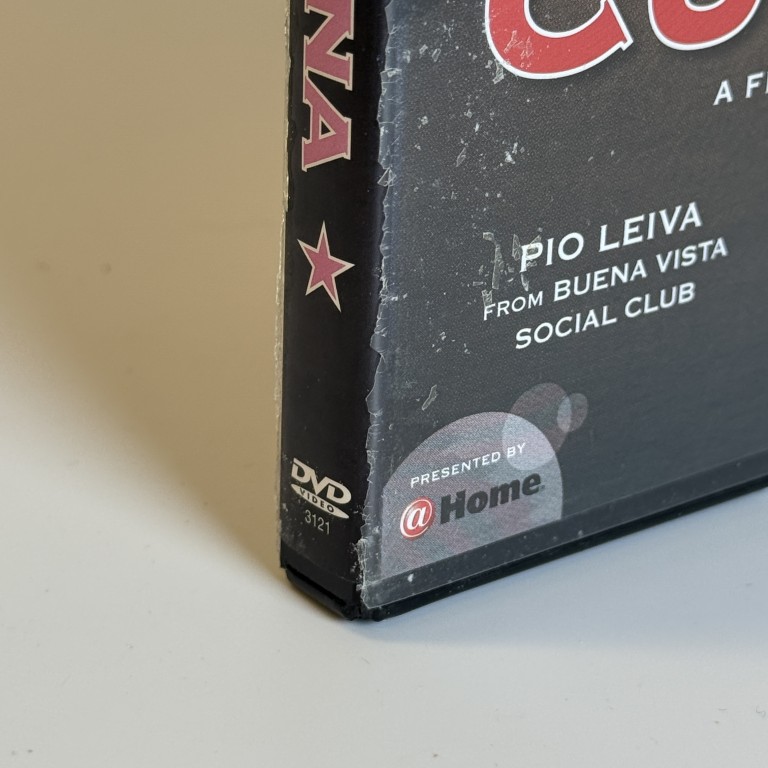 NA
A
PIO LEIVA
FROM BUENA VISTA
SOCIAL CLUB
PRESENTED BY
@Home
DVD
VIDEO
3121